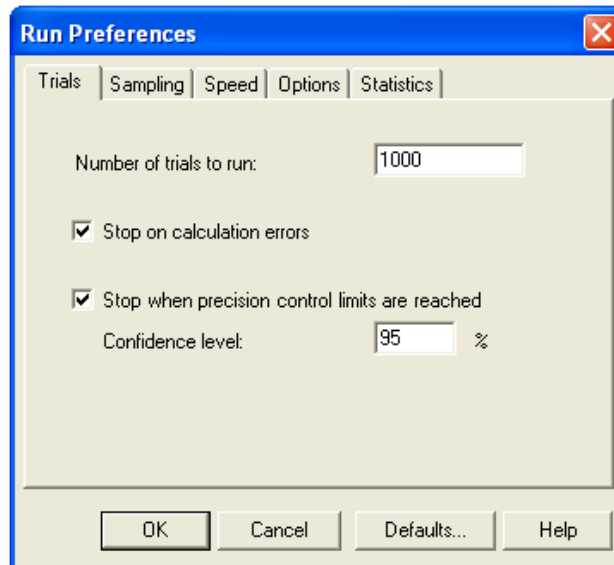 Run Preferences
Trials Sampling Speed Options Statistics
Number of trials to run: 1000
Stop on calculation errors
Stop when precision control limits are reached
Confidence level: 95 %
OK Cancel Defaults... Help